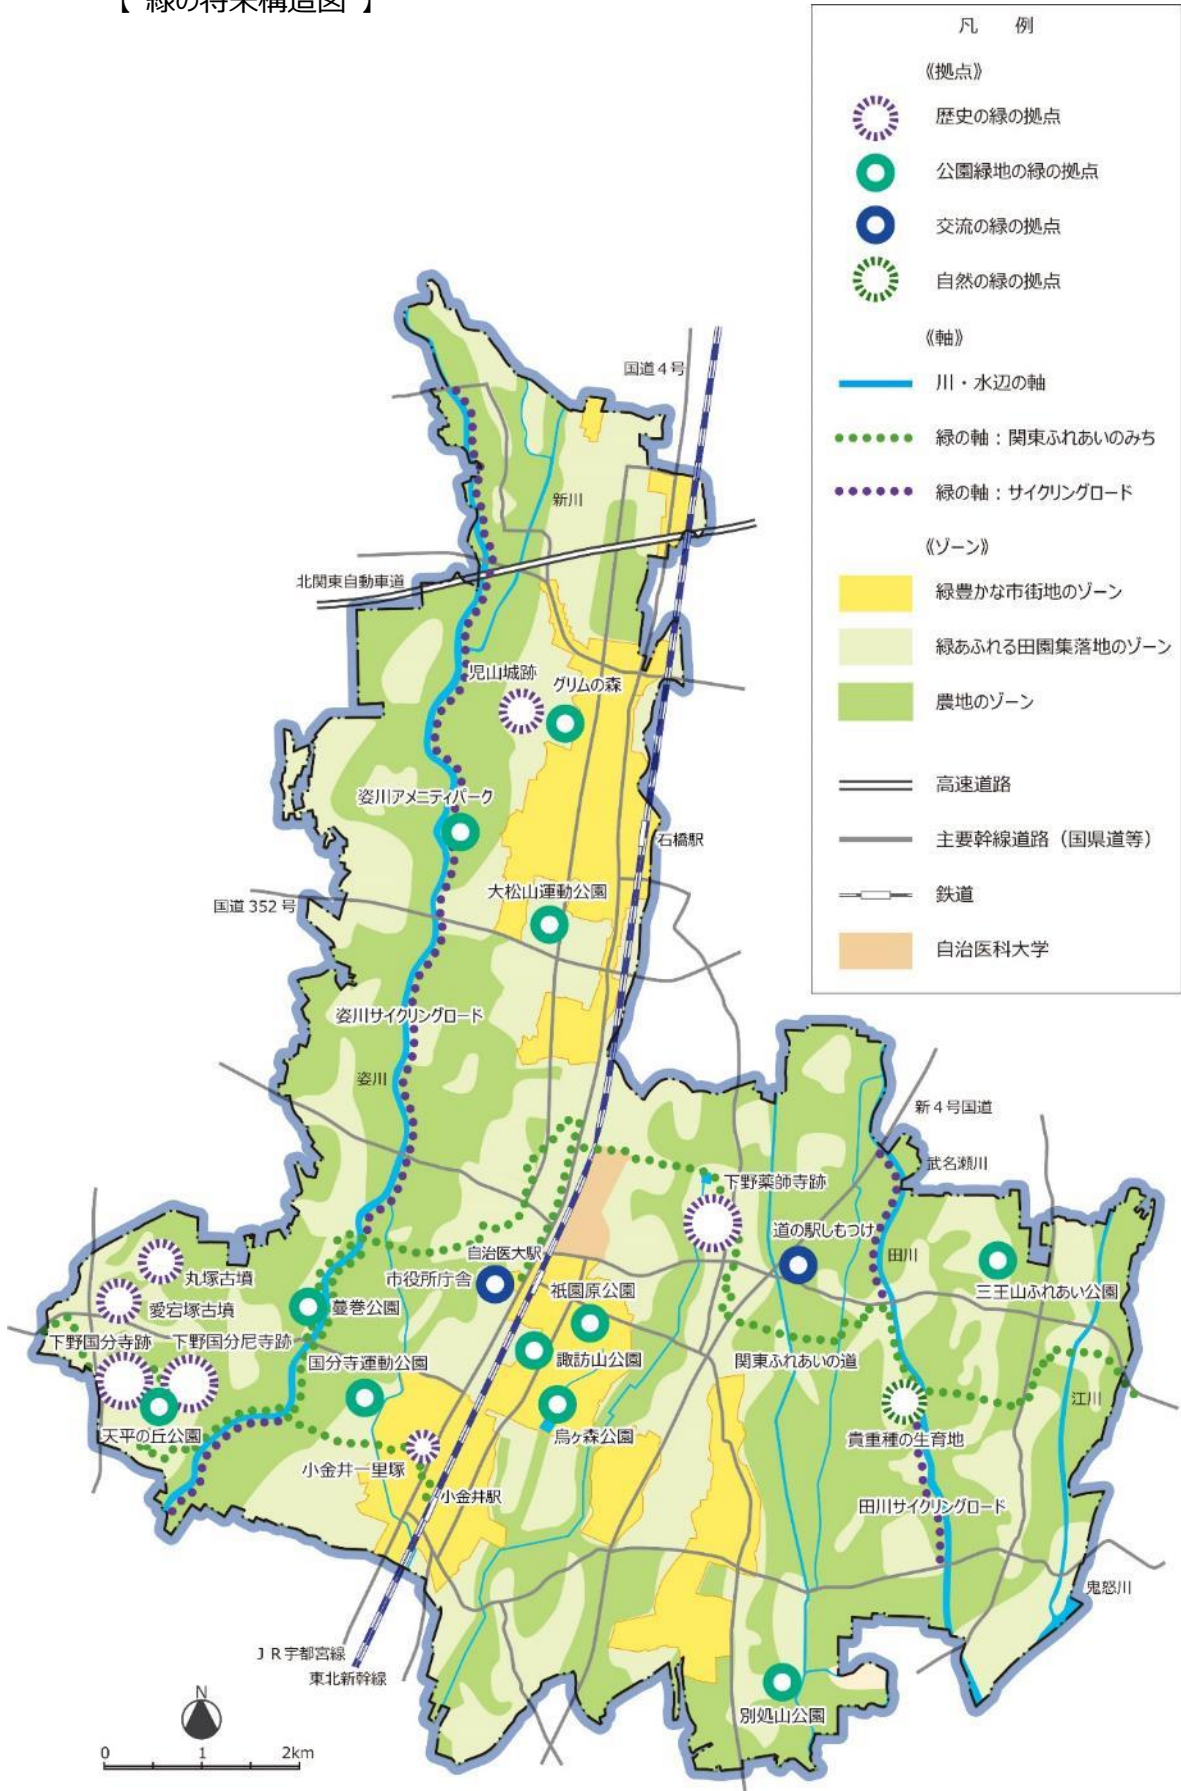 【 緑の将来構造図 】
凡 例
《拠点》
歴史の緑の拠点
公園緑地の緑の拠点
交流の緑の拠点
自然の緑の拠点
《軸》
川・水辺の軸
緑の軸：関東ふれあいのみち
緑の軸：サイクリングロード
《ゾーン》
緑豊かな市街地のゾーン
緑あふれる田園集落地のゾーン
農地のゾーン
高速道路
主要幹線道路（国県道等）
鉄道
自治医科大学
国道４号
新川
北関東自動車道
児山城跡
グリムの森
姿川アメニティパーク
石橋駅
大松山運動公園
国道 352 号
姿川サイクリングロード
姿川
新４号国道
武名瀬川
下野薬師寺跡
道の駅しもつけ
田川
自治医大駅
市役所庁舎
祇園原公園
三王山ふれあい公園
丸塚古墳
愛宕塚古墳
蔓巻公園
下野国分寺跡
下野国分尼寺跡
国分寺運動公園
諏訪山公園
関東ふれあいの道
江川
天平の丘公園
烏ヶ森公園
貴重種の生育地
小金井一里塚
小金井駅
田川サイクリングロード
鬼怒川
ＪＲ宇都宮線
東北新幹線
別処山公園
N
0 1 2km